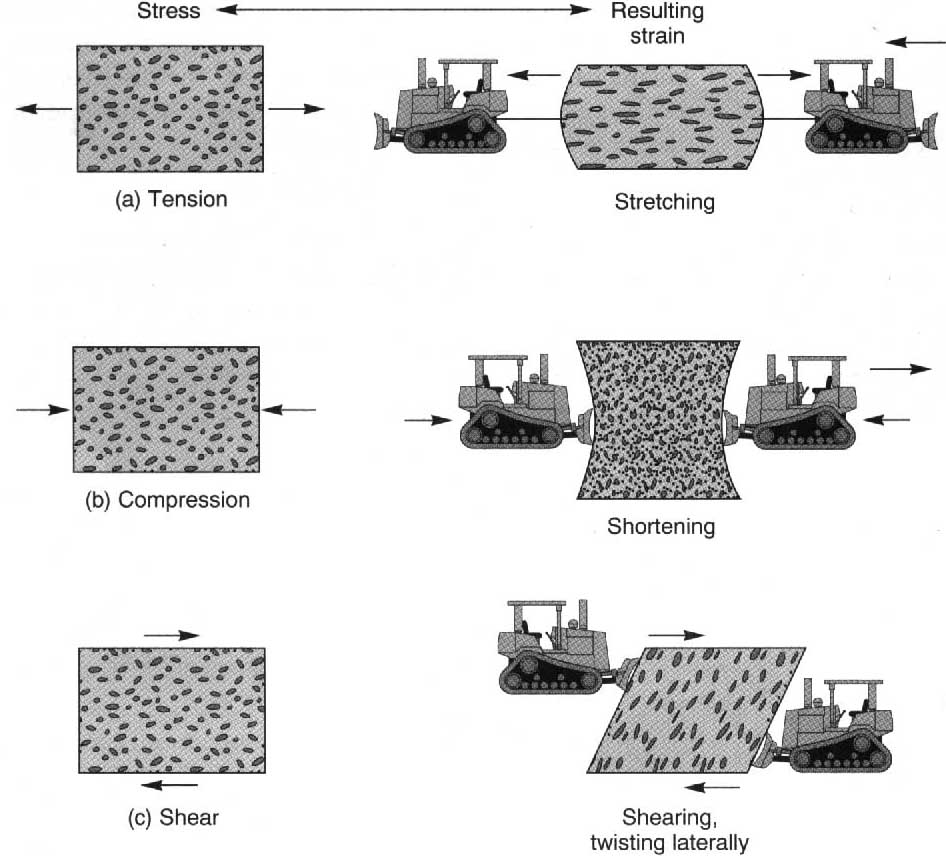 Stress
Resulting
strain
(a) Tension
Stretching
(b) Compression
Shortening
(c) Shear
Shearing,
twisting laterally